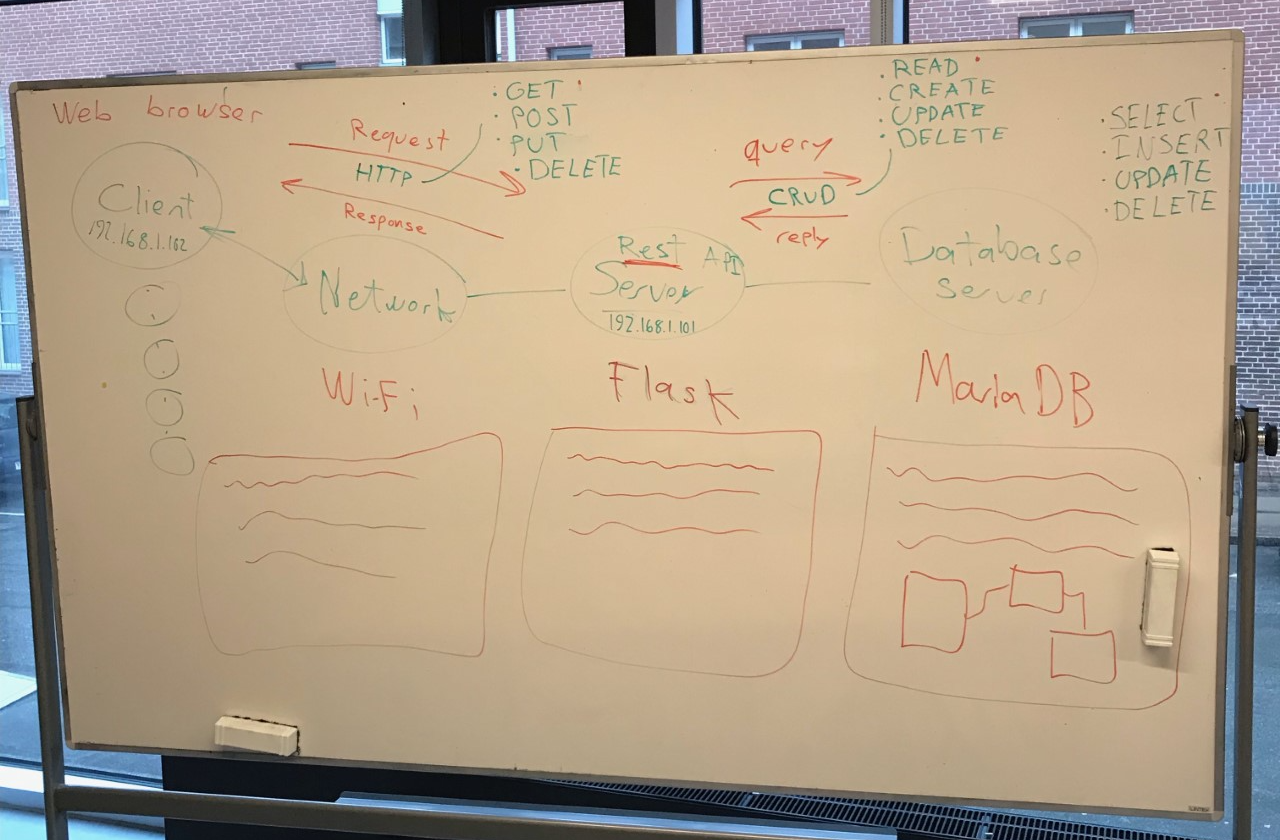 Web browser
Client
192.168.1.102
Request
HTTP
Response
· GET
· POST
· PUT
· DELETE
Network
WiFi
Rest API
Server
192.168.1.101
Flask
query
CRUD
reply
· READ
· CREATE
· UPDATE
· DELETE
· SELECT
· INSERT
· UPDATE
· DELETE
Database
Server
MariaDB